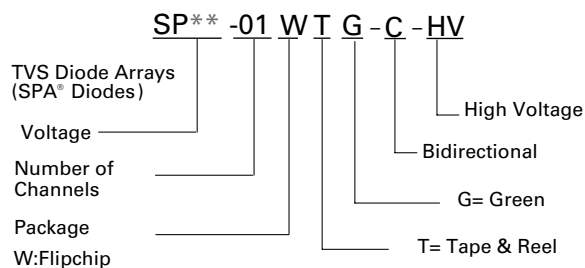 SP** -01 W T G - C - HV
TVS Diode Arrays
(SPA® Diodes)
Voltage
Number of
Channels
Package
W:Flipchip
High Voltage
Bidirectional
G= Green
T= Tape & Reel